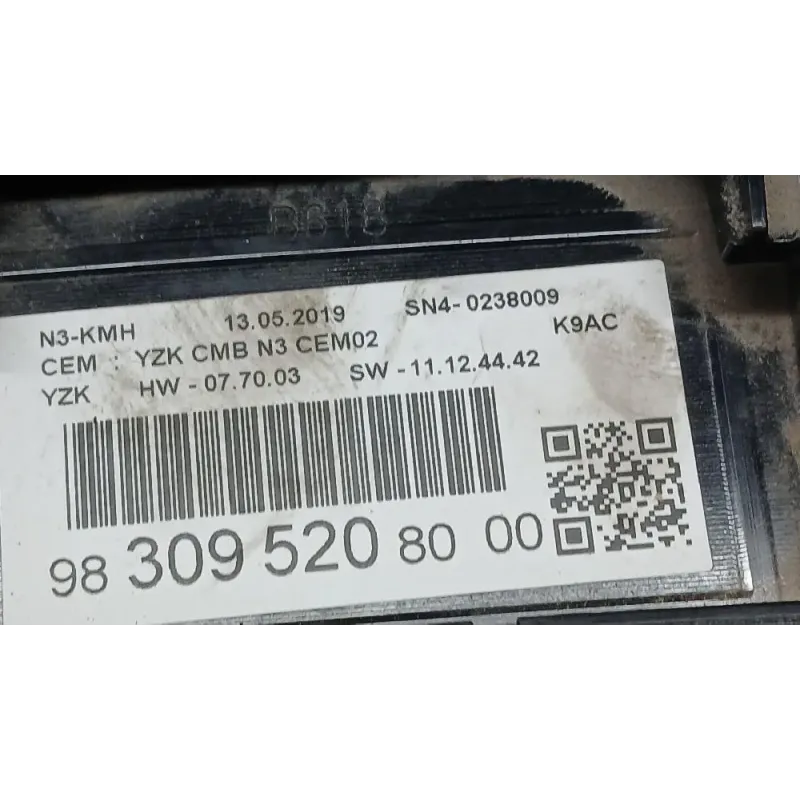 B618
N3-KMH 13.05.2019 SN4-0238009
CEM : YZK CMB N3 CEM02 K9AC
YZK HW-07.70.03 SW-11.12.44.42
98 309 520 80 00